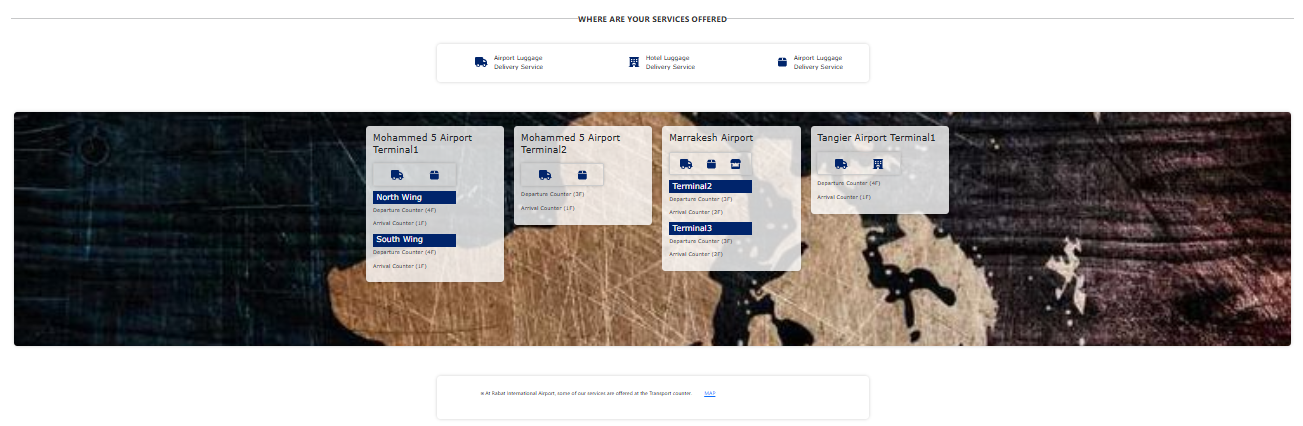 WHERE ARE YOUR SERVICES OFFERED
Airport Luggage
Delivery Service
Hotel Luggage
Delivery Service
Airport Luggage
Delivery Service
Mohammed 5 Airport
Terminal1
North Wing
Departure Counter (4F)
Arrival Counter (1F)
South Wing
Departure Counter (4F)
Arrival Counter (1F)
Mohammed 5 Airport
Terminal2
Departure Counter (3F)
Arrival Counter (1F)
Marrakesh Airport
Terminal2
Departure Counter (3F)
Arrival Counter (2F)
Terminal3
Departure Counter (3F)
Arrival Counter (2F)
Tangier Airport Terminal1
Departure Counter (4F)
Arrival Counter (1F)
※At Rabat International Airport, some of our services are offered at the Transport counter. MAP